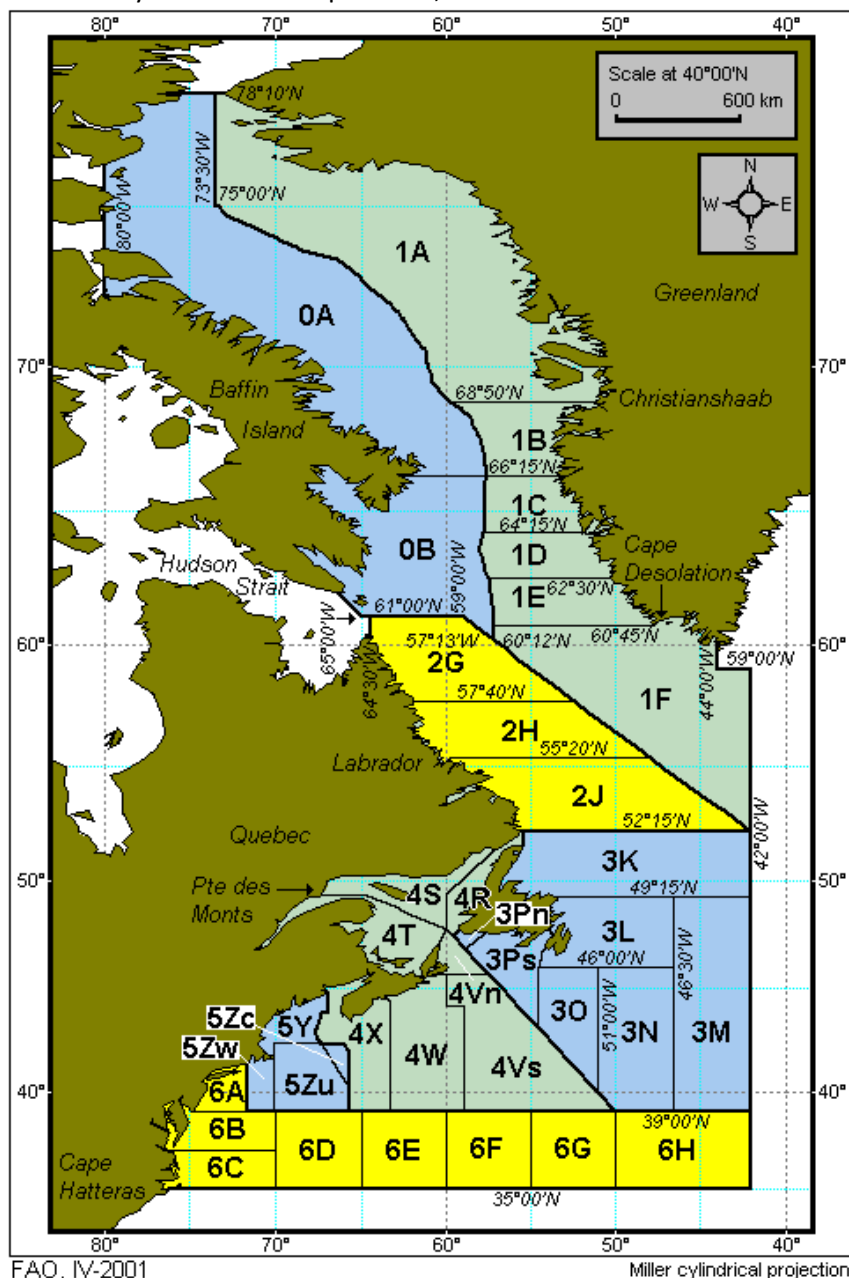 80° 70° 60° 50° 40°
Scale at 40°00'N
0 600 km
78°10'N
N
W E
S
73°30'W
75°00'N
80°00'W
1A
Greenland
0A
70° 70°
68°50'N
Christianshaab
Baffin
Island
1B
66°15'N
1C
64°15'N
0B
59°00'W
1D
Cape
Desolation
Hudson
Strait
62°30'N
1E
61°00'N
65°00'W
60°12'N
60°45'N
57°13'W
60° 60°
59°00'N
44°00'W
2G
64°30'W
57°40'N
1F
2H
55°20'N
Labrador
2J
52°15'N
42°00'W
Quebec
3K
50° 50°
49°15'N
Pte des
Monts
4S
4R
3Pn
4T
3L
3Ps
46°00'N
46°30'W
4Vn
51°00'W
5Zc
5Y
4X
3O
3N
3M
5Zw
4W
4Vs
5Zu
40° 40°
6A
39°00'N
6B
6D
6E
6F
6G
6H
6C
Cape
Hatteras
35°00'N
80° 70° 60° 50° 40°
FAO, IV-2001
Miller cylindrical projection